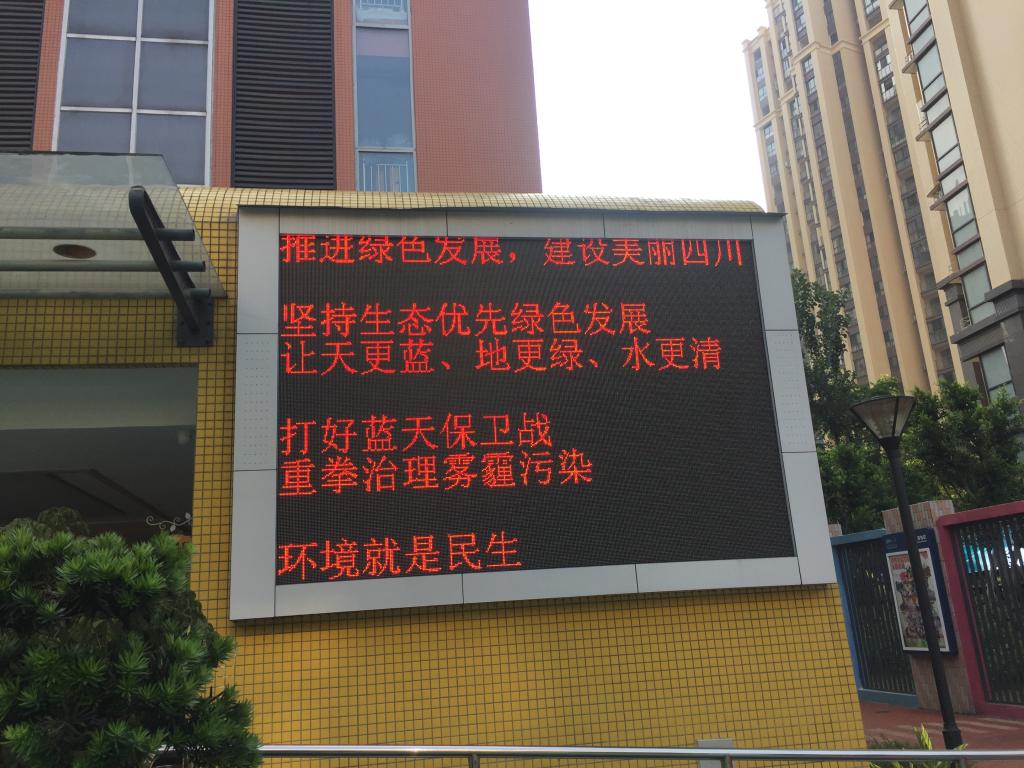 推进绿色发展，建设美丽四川
坚持生态优先绿色发展
让天更蓝、地更绿、水更清
打好蓝天保卫战
重拳治理雾霾污染
环境就是民生